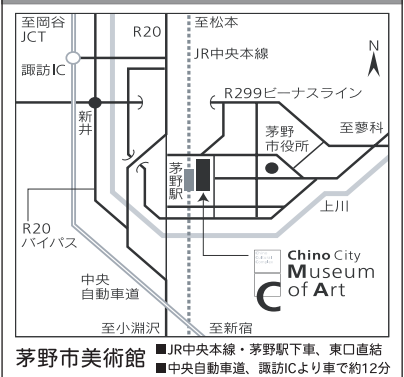 至岡谷
JCT
R20
至松本
JR中央本線
N
諏訪IC
R299ビーナスライン
新井
茅野
市役所
至蓼科
茅野駅
上川
R20
バイパス
Chino City
Museum
of Art
C
中央
自動車道
至小淵沢
至新宿
茅野市美術館
■JR中央本線・茅野駅下車、東口直結
■中央自動車道、諏訪ICより車で約12分